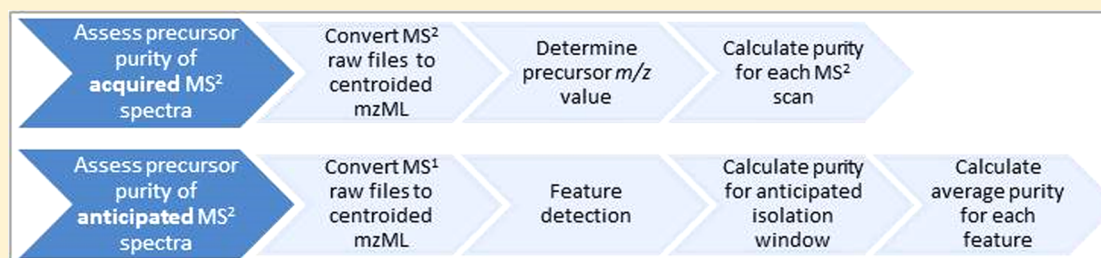 Assess precursor
purity of
acquired MS²
spectra
Convert MS²
raw files to
centroided
mzML
Determine
precursor m/z
value
Calculate purity
for each MS²
scan
Assess precursor
purity of
anticipated MS²
spectra
Convert MS¹
raw files to
centroided
mzML
Feature
detection
Calculate purity
for anticipated
isolation
window
Calculate
average purity
for each
feature